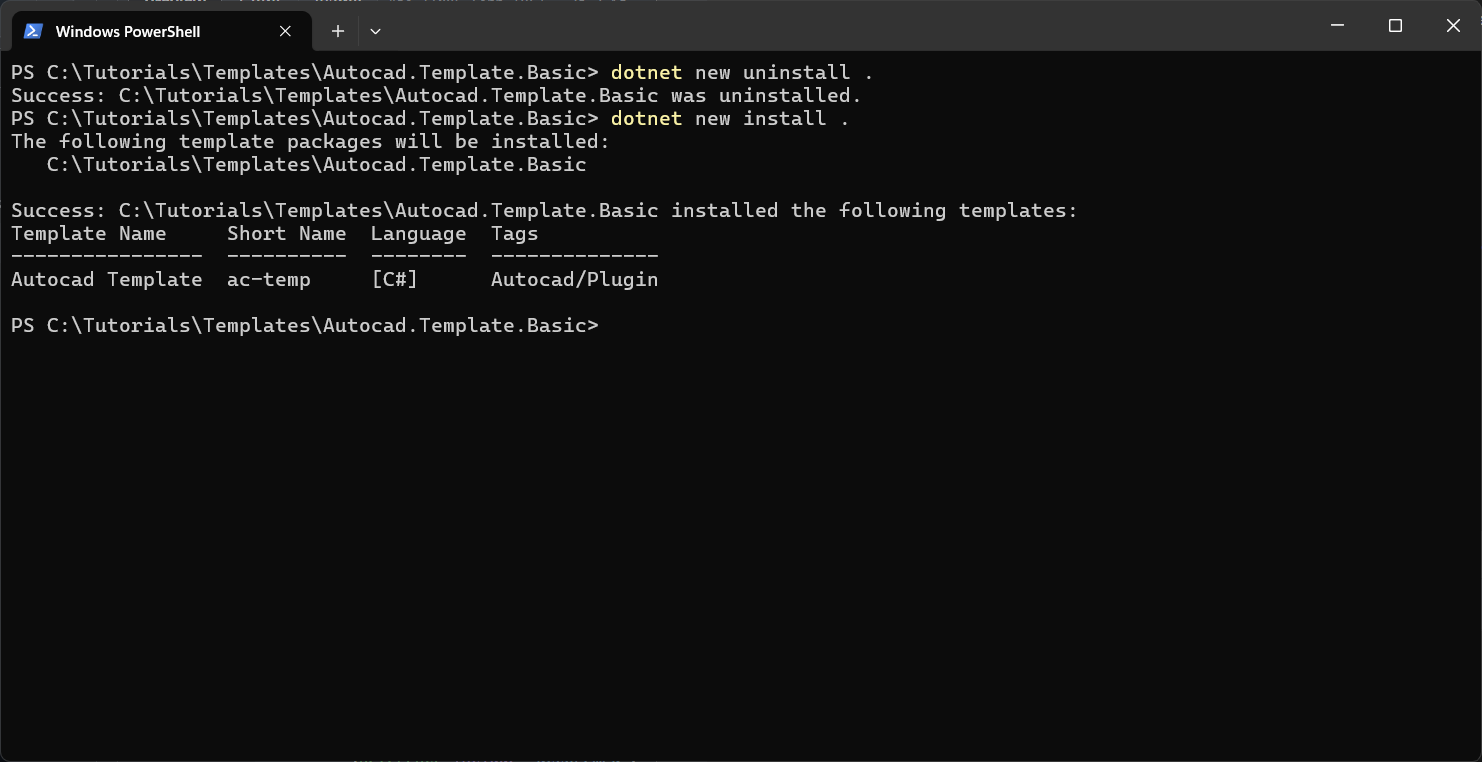 Windows PowerShell
PS C:\Tutorials\Templates\Autocad.Template.Basic> dotnet new uninstall .
Success: C:\Tutorials\Templates\Autocad.Template.Basic was uninstalled.
PS C:\Tutorials\Templates\Autocad.Template.Basic> dotnet new install .
The following template packages will be installed:
   C:\Tutorials\Templates\Autocad.Template.Basic

Success: C:\Tutorials\Templates\Autocad.Template.Basic installed the following templates:
Template Name     Short Name  Language  Tags
----------------  ----------  --------  --------------
Autocad Template  ac-temp     [C#]      Autocad/Plugin

PS C:\Tutorials\Templates\Autocad.Template.Basic>